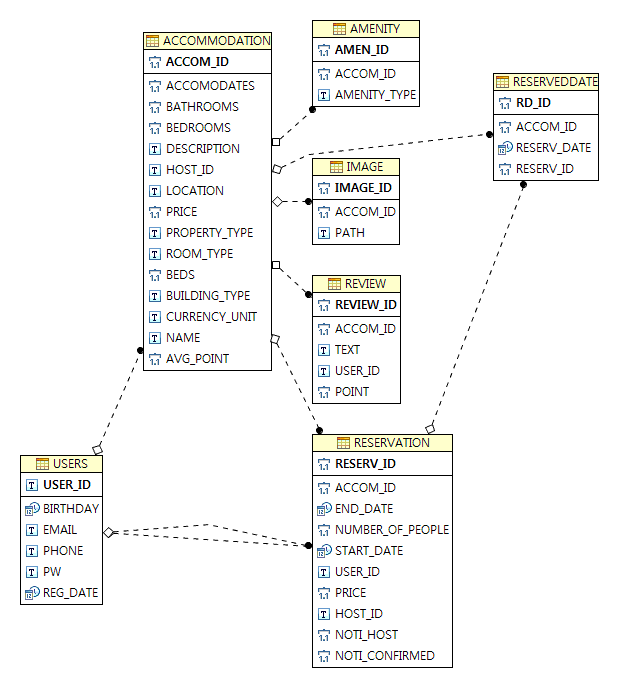 ACCOMMODATION
ACCOM_ID
ACCOMODATES
BATHROOMS
BEDROOMS
DESCRIPTION
HOST_ID
LOCATION
PRICE
PROPERTY_TYPE
ROOM_TYPE
BEDS
BUILDING_TYPE
CURRENCY_UNIT
NAME
AVG_POINT
AMENITY
AMEN_ID
ACCOM_ID
AMENITY_TYPE
RESERVEDDATE
RD_ID
ACCOM_ID
RESERV_DATE
RESERV_ID
IMAGE
IMAGE_ID
ACCOM_ID
PATH
REVIEW
REVIEW_ID
ACCOM_ID
TEXT
USER_ID
POINT
USERS
USER_ID
BIRTHDAY
EMAIL
PHONE
PW
REG_DATE
RESERVATION
RESERV_ID
ACCOM_ID
END_DATE
NUMBER_OF_PEOPLE
START_DATE
USER_ID
PRICE
HOST_ID
NOTI_HOST
NOTI_CONFIRMED